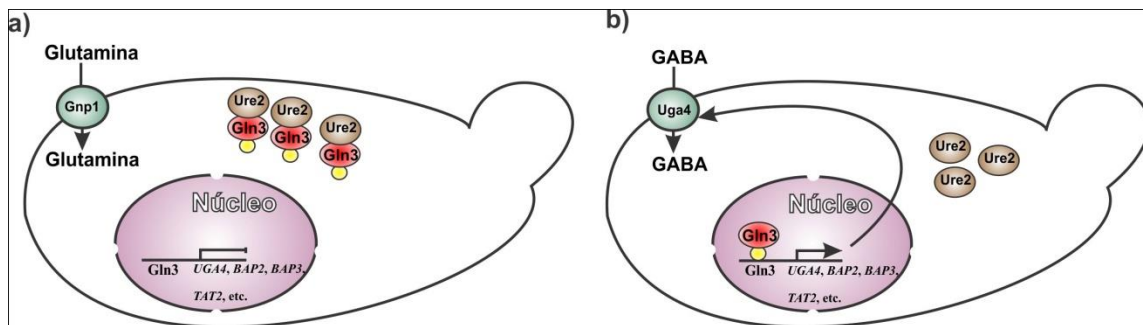 a)
Glutamina
Gnp1
Glutamina
Ure2
Ure2
Ure2
Gln3
Gln3
Gln3
Núcleo
Gln3
UGA4, BAP2, BAP3,
TAT2, etc.
b)
GABA
Uga4
GABA
Ure2
Ure2
Ure2
Núcleo
Gln3
Gln3
UGA4, BAP2, BAP3,
TAT2, etc.